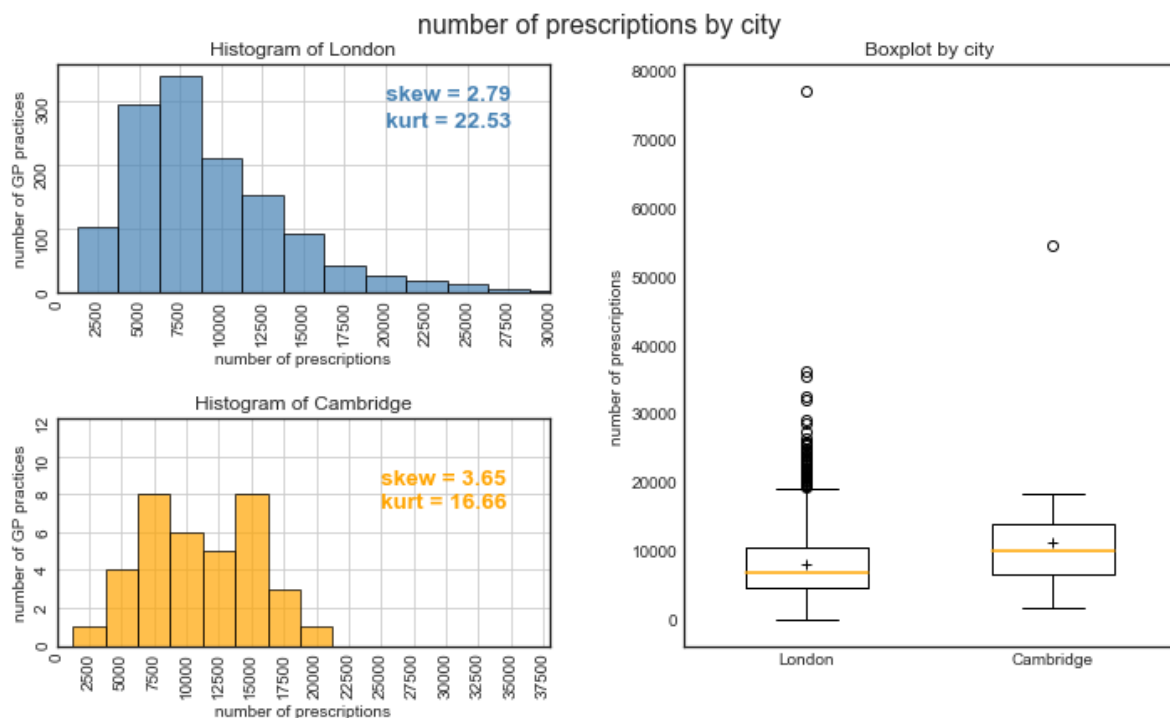 number of prescriptions by city
Histogram of London
number of GP practices
300
200
100
0
skew = 2.79
kurt = 22.53
0 2500 5000 7500 10000 12500 15000 17500 20000 22500 25000 27500 30000
number of prescriptions
Histogram of Cambridge
number of GP practices
12
10
8
6
4
2
0
skew = 3.65
kurt = 16.66
0 2500 5000 7500 10000 12500 15000 17500 20000 22500 25000 27500 30000 32500 35000 37500
number of prescriptions
Boxplot by city
number of prescriptions
80000
70000
60000
50000
40000
30000
20000
10000
0
London Cambridge